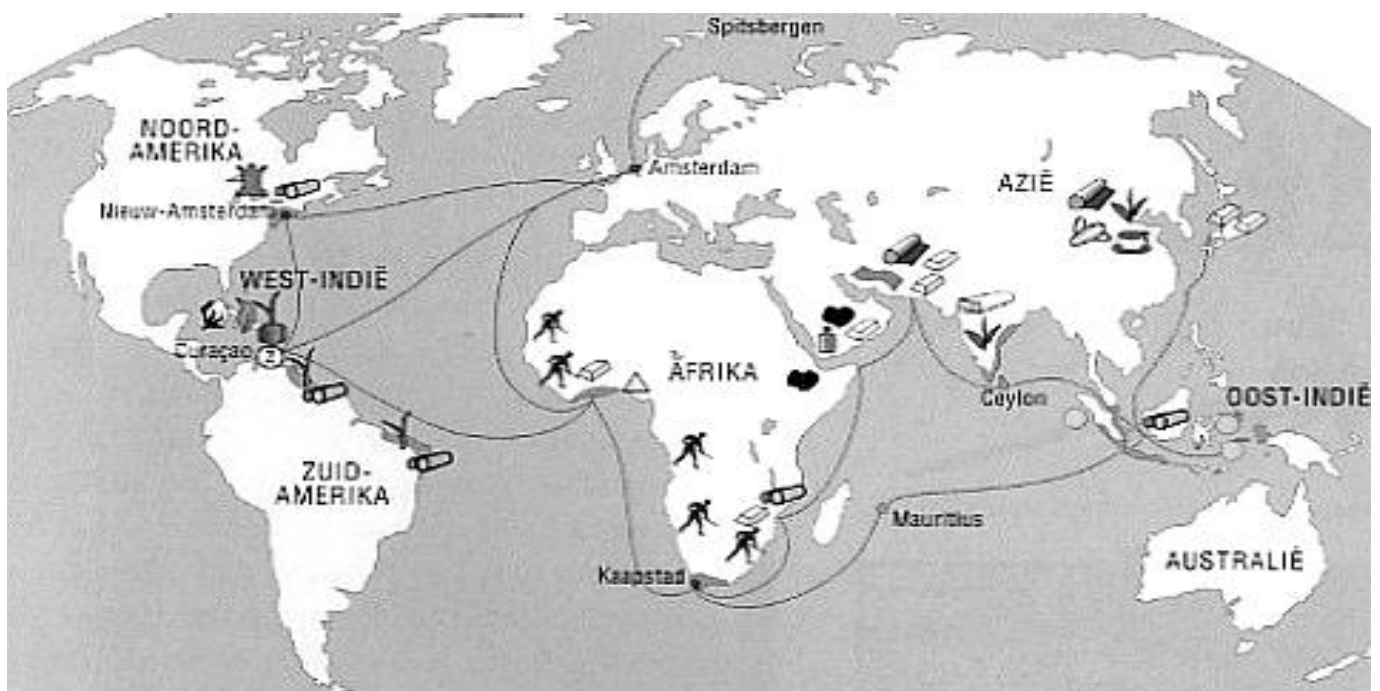 Spitsbergen
NOORD-
AMERIKA
Amsterdam
AZIË
Nieuw-Amsterdam
WEST-INDIË
Curaçao
Z
AFRIKA
Ceylon
OOST-INDIË
ZUID-
AMERIKA
Mauritius
Kaapstad
AUSTRALIË